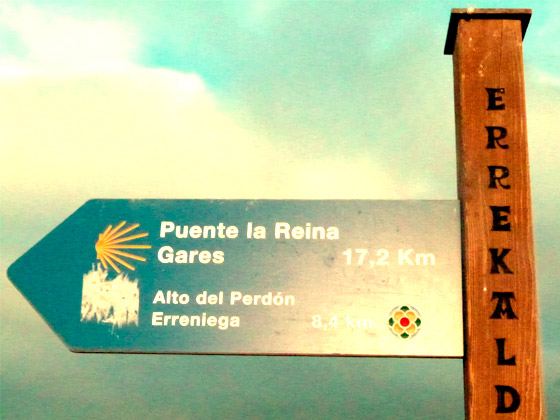 Puente la Reina
Gares 17,2 Km
Alto del Perdón
Erreniega 8,4 km
ERREKALD